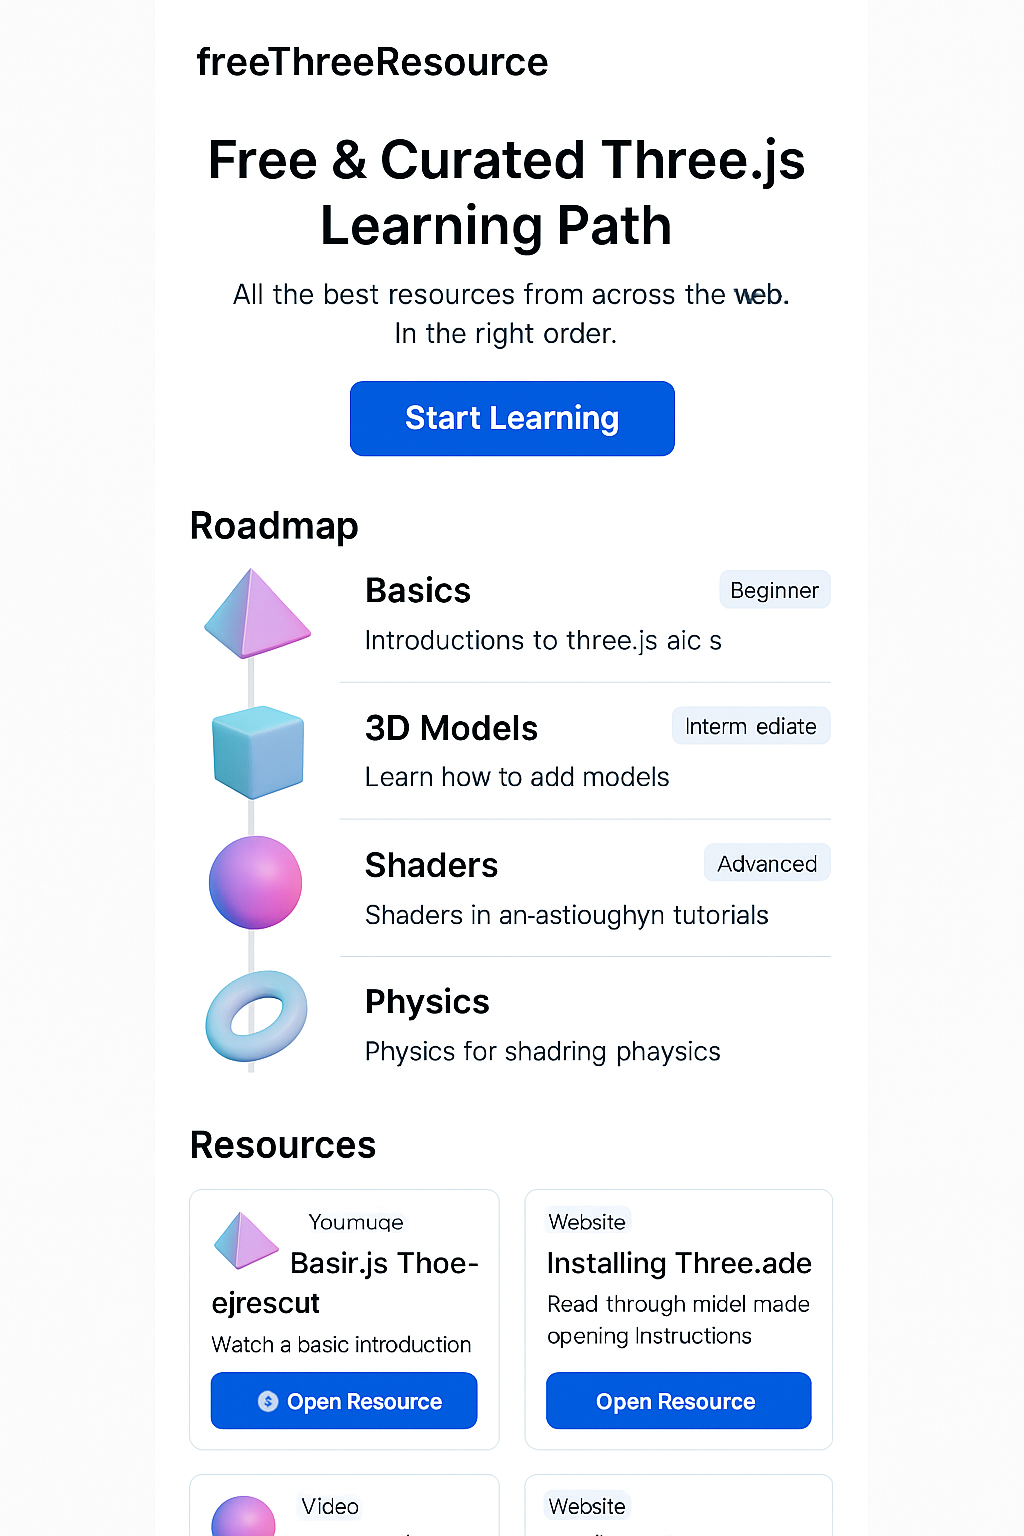 freeThreeResource
Free & Curated Three.js
Learning Path
All the best resources from across the web.
In the right order.
Start Learning
Roadmap
Basics
Beginner
Introductions to three.js aic s
3D Models
Interm ediate
Learn how to add models
Shaders
Advanced
Shaders in an-astioughyn tutorials
Physics
Physics for shadring phaysics
Resources
Youmuqe
Basir.js Thoe-
ejrescut
Watch a basic introduction
$ Open Resource
Website
Installing Three.ade
Read through midel made
opening Instructions
Open Resource
Video
Website